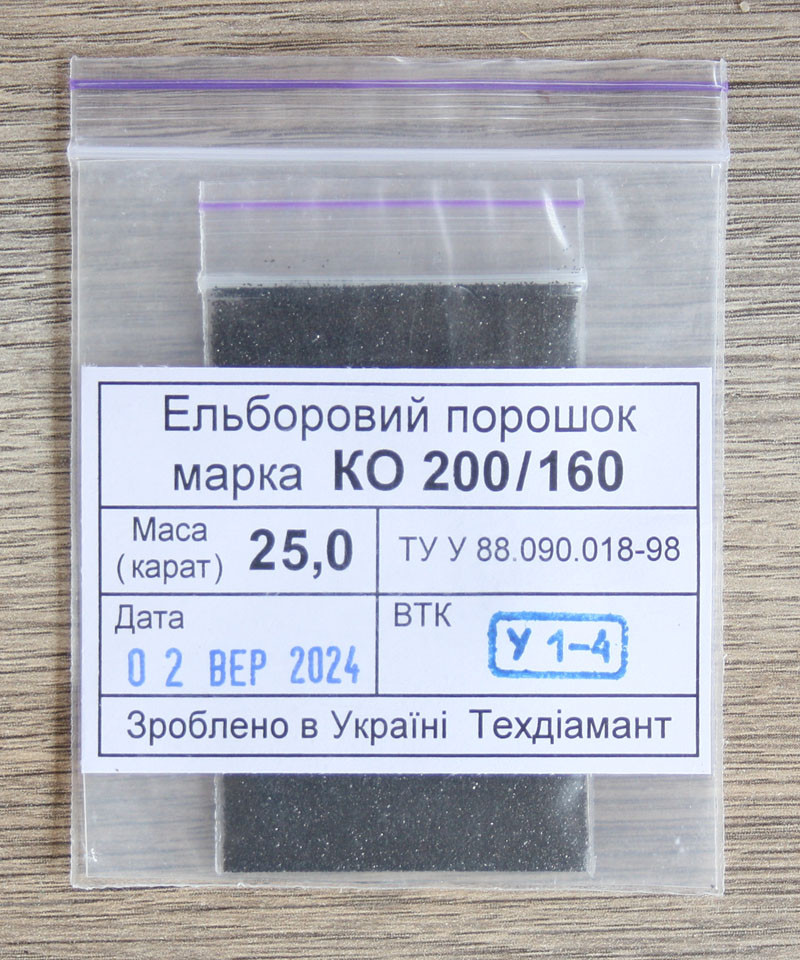 Ельборовий порошок
марка КО 200/160
Маса
(карат) 25,0
ТУ У 88.090.018-98
Дата
02 ВЕР 2024
ВТК
У 1-4
Зроблено в Україні Техдіамант